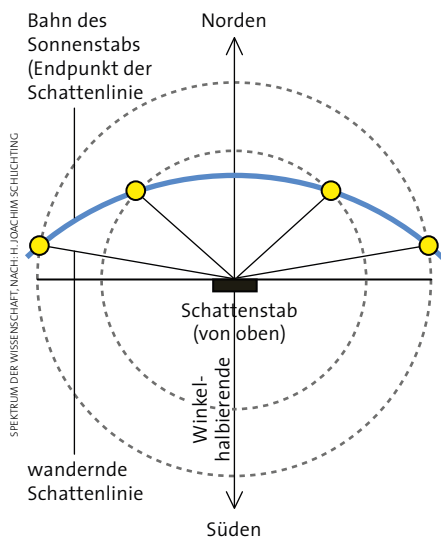 Bahn des
Sonnenstabs
(Endpunkt der
Schattenlinie
Norden
SPEKTRUM DER WISSENSCHAFT, NACH: H. JOACHIM SCHLICHTING
Schattenstab
(von oben)
Winkel-
halbierende
wandernde
Schattenlinie
Süden